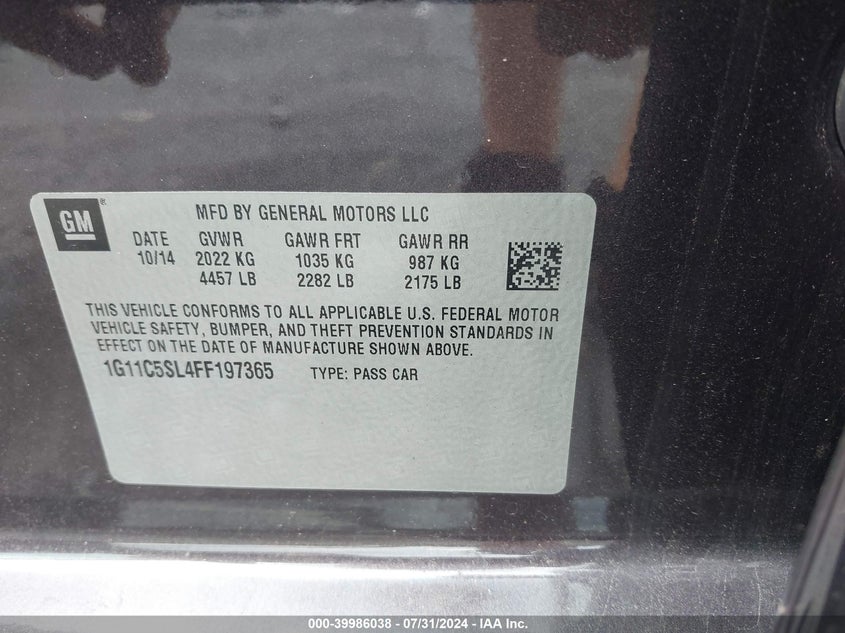 GM®
MFD BY GENERAL MOTORS LLC
DATE GVWR GAWR FRT GAWR RR
10/14 2022 KG 1035 KG 987 KG
4457 LB 2282 LB 2175 LB
THIS VEHICLE CONFORMS TO ALL APPLICABLE U.S. FEDERAL MOTOR
VEHICLE SAFETY, BUMPER, AND THEFT PREVENTION STANDARDS IN
EFFECT ON THE DATE OF MANUFACTURE SHOWN ABOVE.
1G11C5SL4FF197365 TYPE: PASS CAR
000-39986038 - 07/31/2024 - IAA Inc.